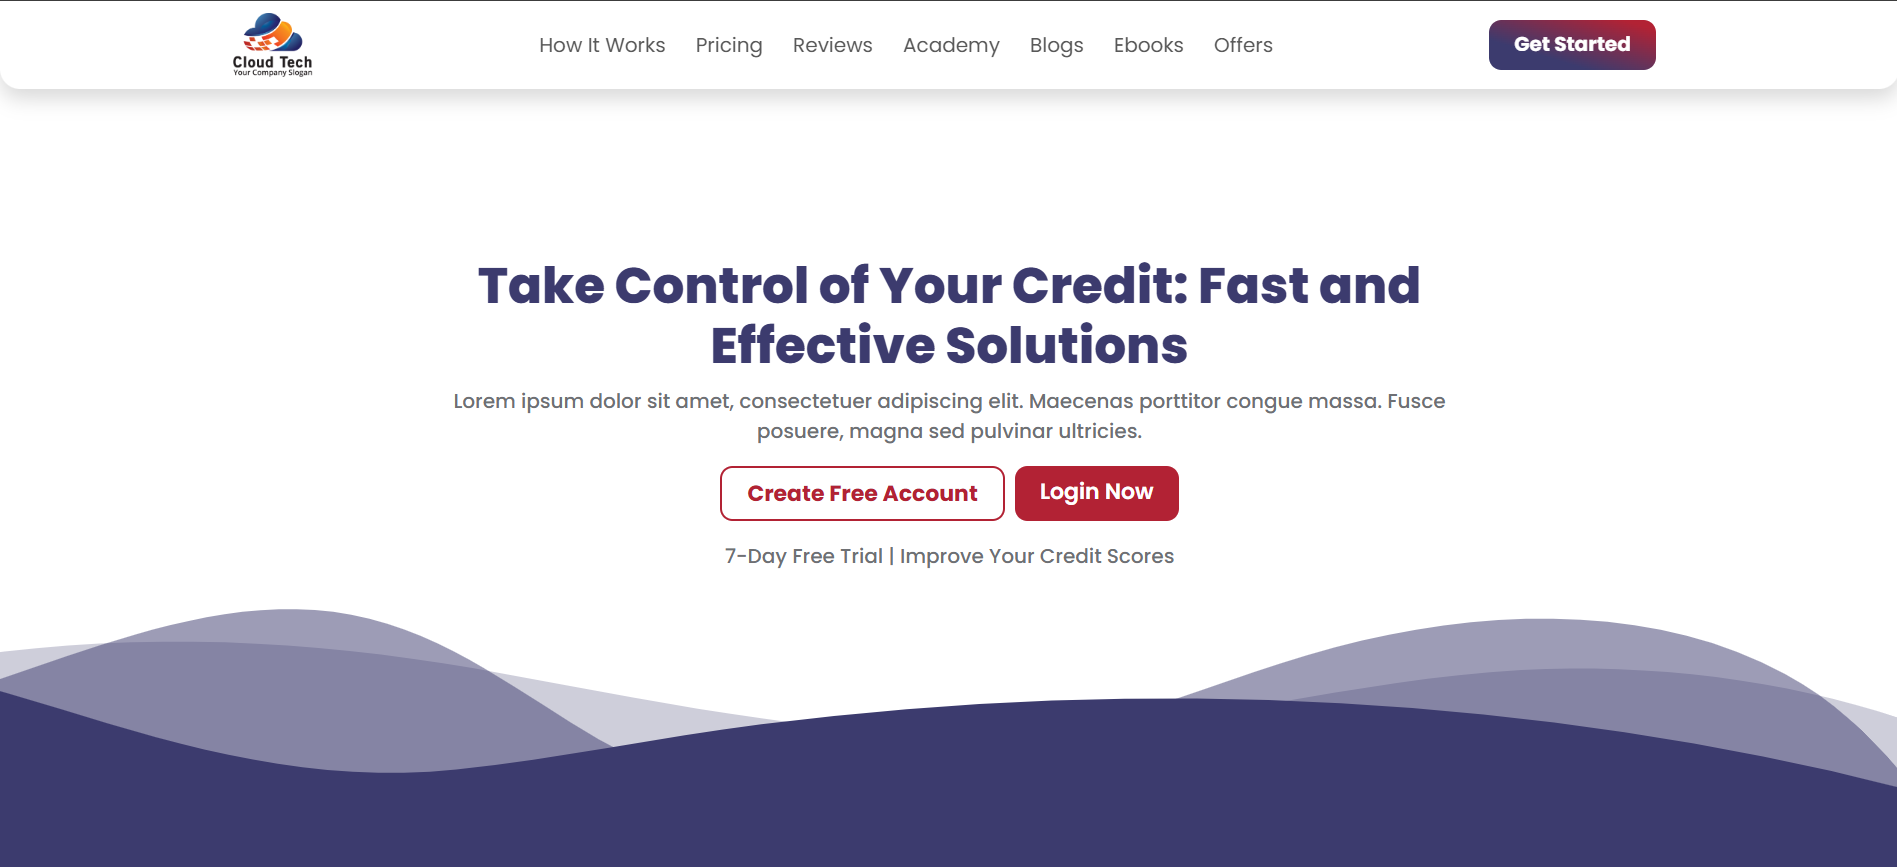 Cloud Tech
Your Company Slogan
How It Works Pricing Reviews Academy Blogs Ebooks Offers
Get Started
Take Control of Your Credit: Fast and
Effective Solutions
Lorem ipsum dolor sit amet, consectetuer adipiscing elit. Maecenas porttitor congue massa. Fusce
posuere, magna sed pulvinar ultricies.
Create Free Account Login Now
7-Day Free Trial | Improve Your Credit Scores